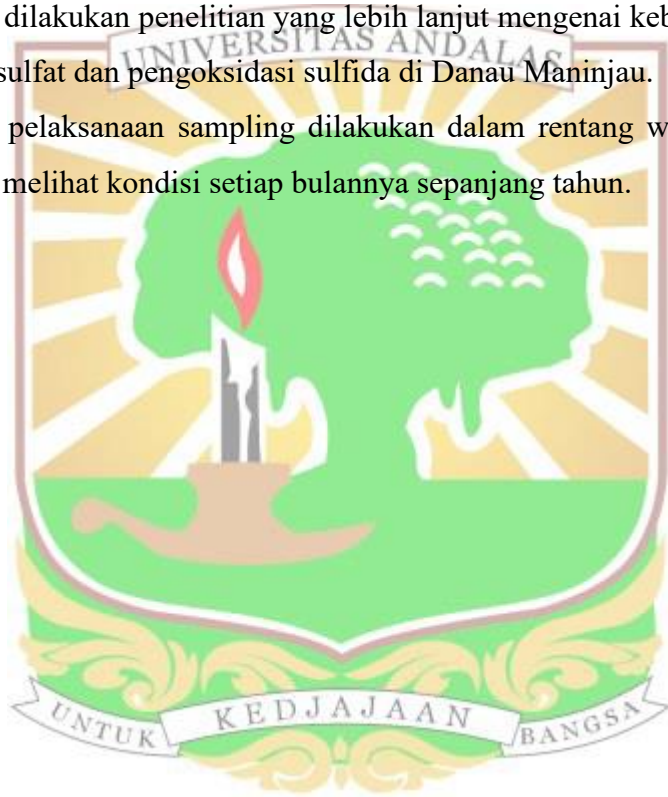 dilakukan penelitian yang lebih lanjut mengenai
UNIVERSITAS ANDALAS
sulfat dan pengoksidasi sulfida di Danau Maninjau.
pelaksanaan sampling dilakukan dalam rentang
melihat kondisi setiap bulannya sepanjang tahun.
UNTUK KEDJAJAAN BANGSA